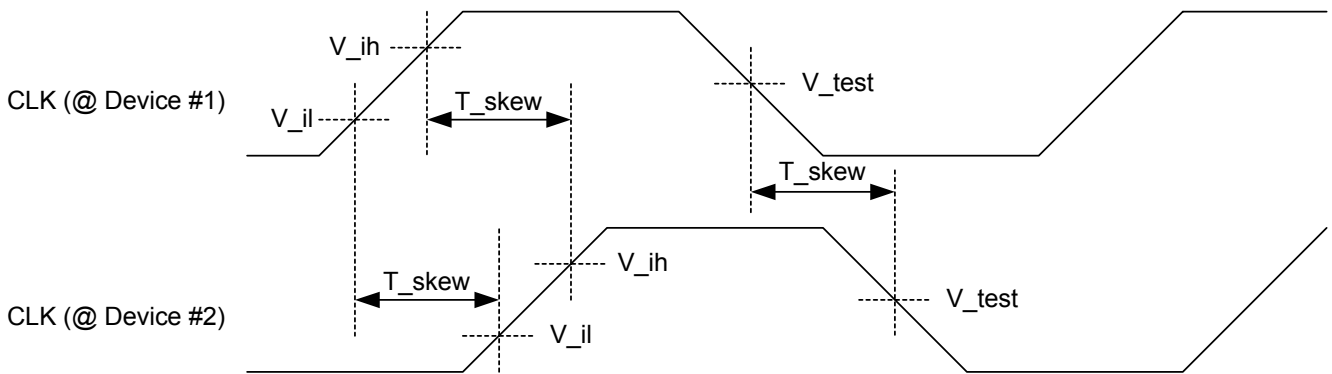 V_ih
V_test
CLK (@ Device #1)
T_skew
V_il
T_skew
V_ih
T_skew
V_test
CLK (@ Device #2)
V_il